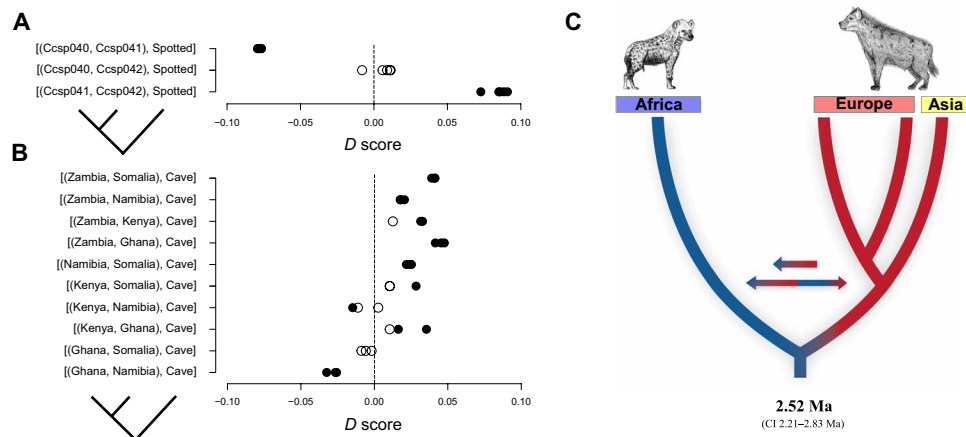 A
[(Ccsp040, Ccsp041), Spotted]
[(Ccsp040, Ccsp042), Spotted]
[(Ccsp041, Ccsp042), Spotted]
−0.10 −0.05 0.00 0.05 0.10
D score
B
[(Zambia, Somalia), Cave]
[(Zambia, Namibia), Cave]
[(Zambia, Kenya), Cave]
[(Zambia, Ghana), Cave]
[(Namibia, Somalia), Cave]
[(Kenya, Somalia), Cave]
[(Kenya, Namibia), Cave]
[(Kenya, Ghana), Cave]
[(Ghana, Somalia), Cave]
[(Ghana, Namibia), Cave]
−0.10 −0.05 0.00 0.05 0.10
D score
C
Africa Europe Asia
2.52 Ma
(CI 2.21–2.83 Ma)